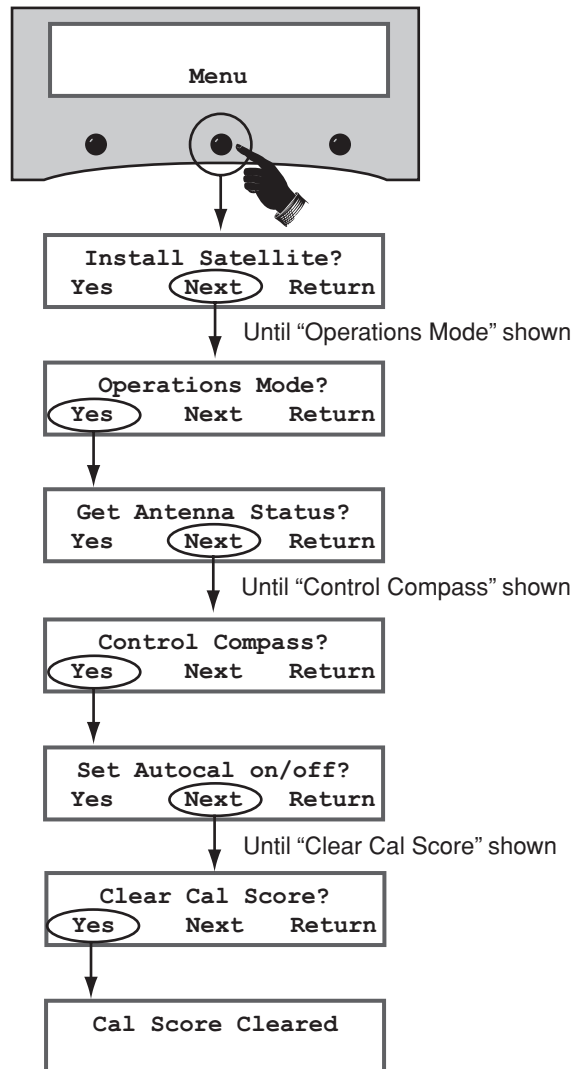 Menu
Install Satellite?
Yes Next Return
Until “Operations Mode” shown
Operations Mode?
Yes Next Return
Get Antenna Status?
Yes Next Return
Until “Control Compass” shown
Control Compass?
Yes Next Return
Set Autocal on/off?
Yes Next Return
Until “Clear Cal Score” shown
Clear Cal Score?
Yes Next Return
Cal Score Cleared